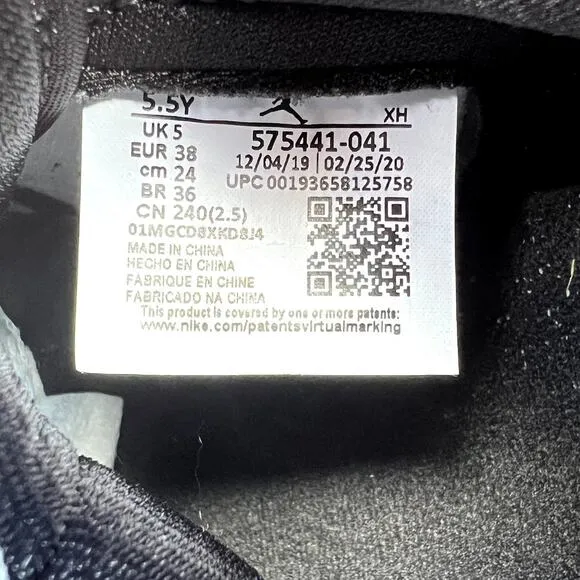 5.5Y
XH
UK 5
575441-041
EUR 38
12/04/19 | 02/25/20
cm 24
UPC 00193658125758
BR 36
CN 240(2.5)
01MGCD8XKD8J4
MADE IN CHINA
HECHO EN CHINA
FABRIQUE EN CHINE
FABRICADO NA CHINA
This product is covered by one or more patents:
www.nike.com/patentsvirtualmarking